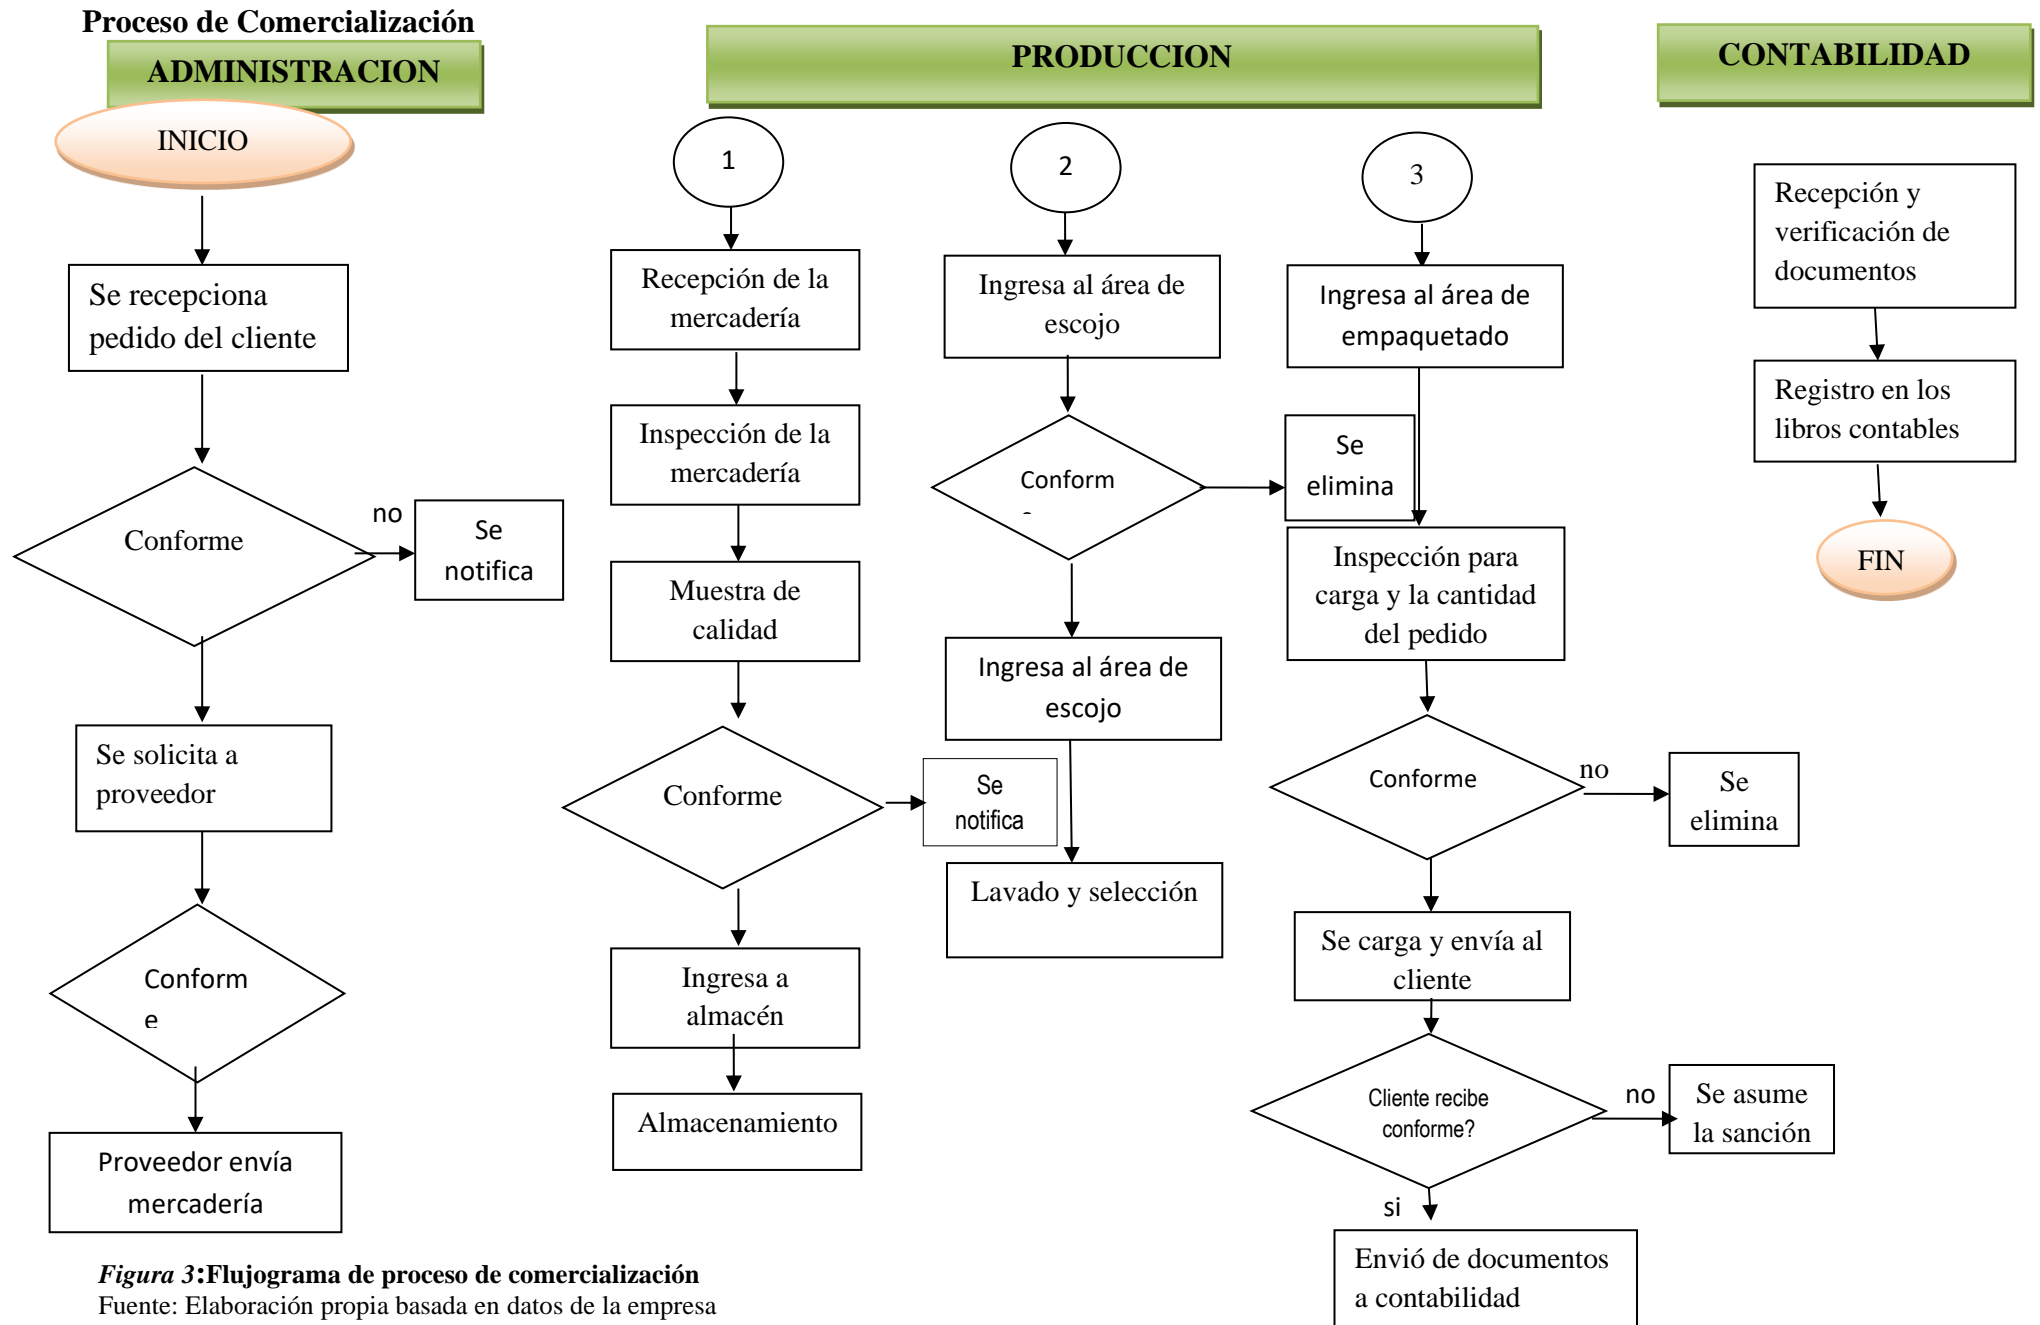 Proceso de Comercialización
ADMINISTRACION
INICIO
Se recepciona
pedido del cliente
Conforme
no
Se
notifica
Se solicita a
proveedor
Conform
e
Proveedor envía
mercadería
PRODUCCION
1
Recepción de la
mercadería
Inspección de la
mercadería
Muestra de
calidad
Conforme
Se
notifica
Ingresa a
almacén
Almacenamiento
2
Ingresa al área de
escojo
Conform
Se
elimina
Ingresa al área de
escojo
Lavado y selección
3
Ingresa al área de
empaquetado
Inspección para
carga y la cantidad
del pedido
Conforme
no
Se
elimina
Se carga y envía al
cliente
Cliente recibe
conforme?
no
Se asume
la sanción
si
Envió de documentos
a contabilidad
CONTABILIDAD
Recepción y
verificación de
documentos
Registro en los
libros contables
FIN
Figura 3:Flujograma de proceso de comercialización
Fuente: Elaboración propia basada en datos de la empresa